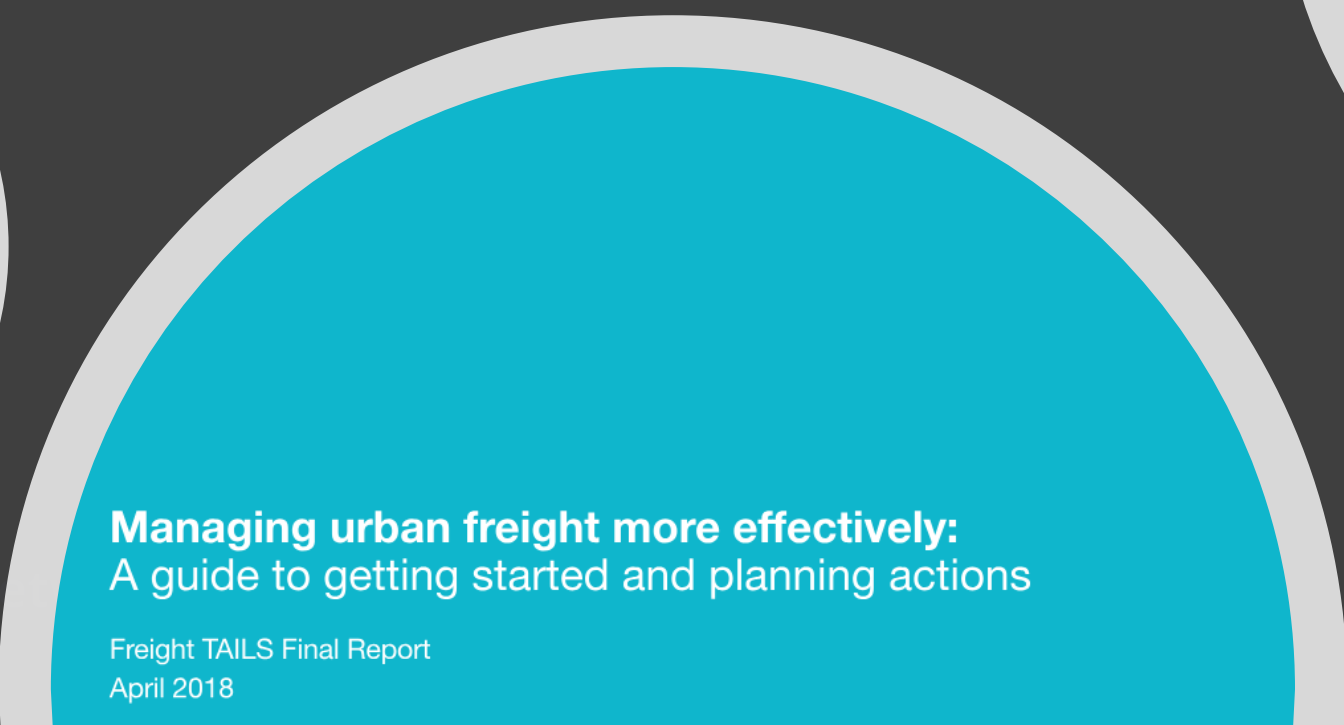 Managing urban freight more effectively:
A guide to getting started and planning actions
Freight TAILS Final Report
April 2018